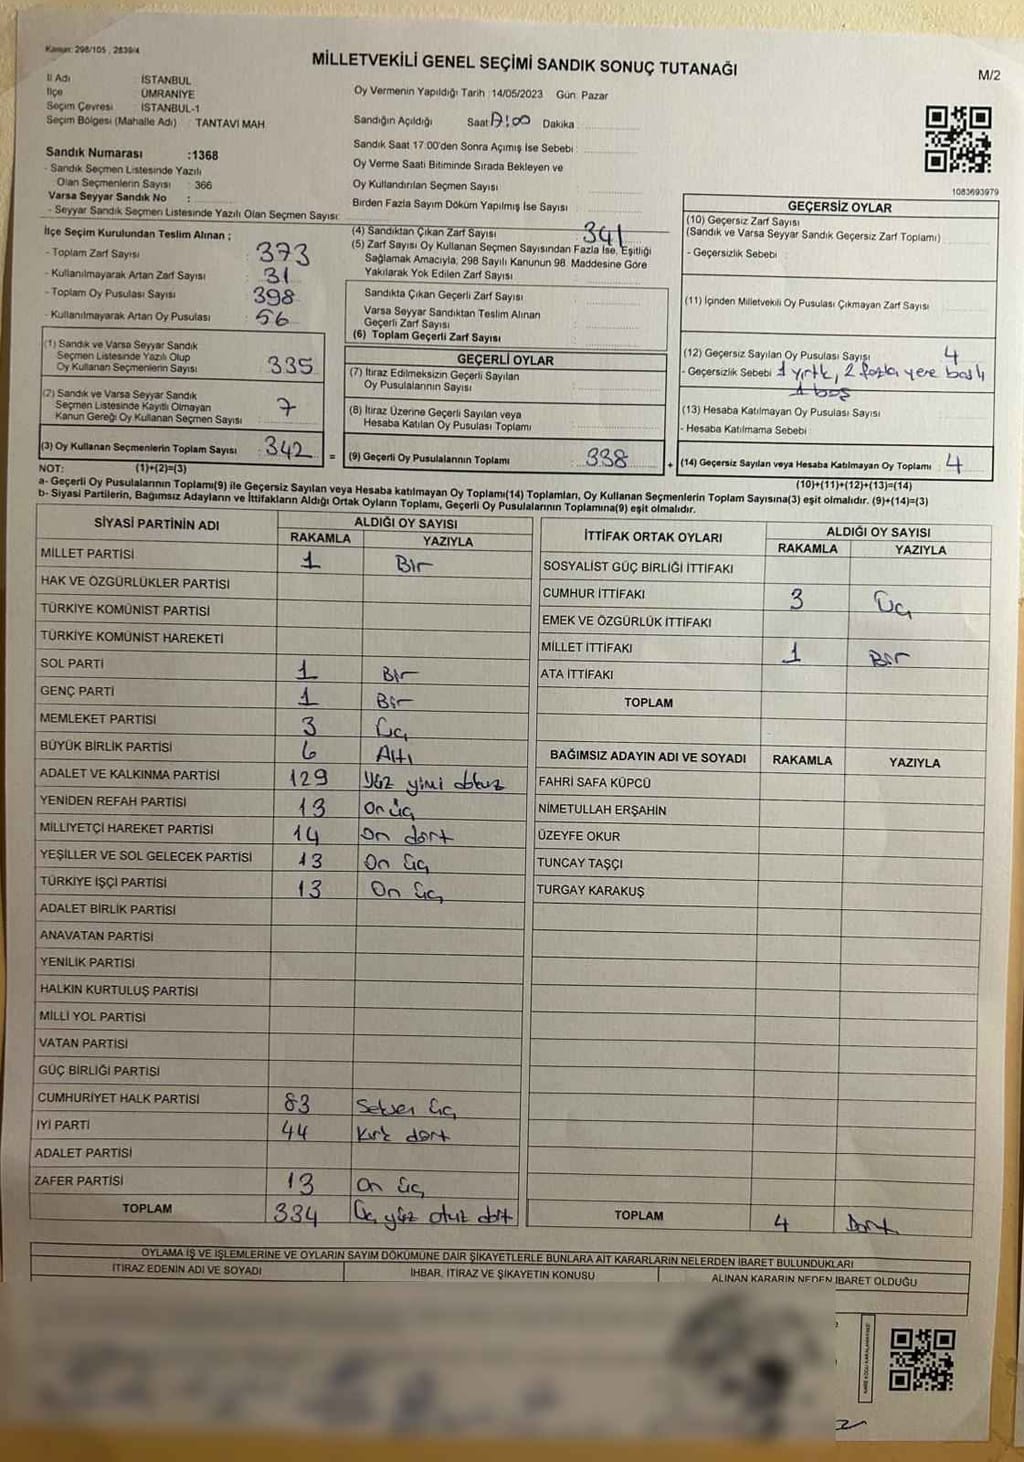 Kanun: 298/105 , 2839/4
MİLLETVEKİLİ GENEL SEÇİMİ SANDIK SONUÇ TUTANAĞI
M/2
İl Adı : İSTANBUL
İlçe : ÜMRANİYE
Seçim Çevresi : İSTANBUL-1
Seçim Bölgesi (Mahalle Adı) : TANTAVİ MAH
Oy Vermenin Yapıldığı Tarih : 14/05/2023 Gün: Pazar
Sandığın Açıldığı Saat :00 Dakika
Sandık Saat 17:00'den Sonra Açımış İse Sebebi :
Oy Verme Saati Bitiminde Sırada Bekleyen ve
Oy Kullandırılan Seçmen Sayısı
Birden Fazla Sayım Döküm Yapılmış İse Sayısı
Sandık Numarası :1368
- Sandık Seçmen Listesinde Yazılı
Olan Seçmenlerin Sayısı : 366
Varsa Seyyar Sandık No :
- Seyyar Sandık Seçmen Listesinde Yazılı Olan Seçmen Sayısı:
1083693979
İlçe Seçim Kurulundan Teslim Alınan ;
- Toplam Zarf Sayısı : 373
- Kullanılmayarak Artan Zarf Sayısı : 31
- Toplam Oy Pusulası Sayısı : 398
- Kullanılmayarak Artan Oy Pusulası : 56
(1) Sandık ve Varsa Seyyar Sandık
Seçmen Listesinde Yazılı Olup
Oy Kullanan Seçmenlerin Sayısı : 335
(2) Sandık ve Varsa Seyyar Sandık
Seçmen Listesinde Kayıtlı Olmayan
Kanun Gereği Oy Kullanan Seçmen Sayısı : 7
(3) Oy Kullanan Seçmenlerin Toplam Sayısı : 342
(4) Sandıktan Çıkan Zarf Sayısı : 341
(5) Zarf Sayısı Oy Kullanan Seçmen Sayısından Fazla İse, Eşitliği
Sağlamak Amacıyla, 298 Sayılı Kanunun 98. Maddesine Göre
Yakılarak Yok Edilen Zarf Sayısı
Sandıkta Çıkan Geçerli Zarf Sayısı
Varsa Seyyar Sandıktan Teslim Alınan
Geçerli Zarf Sayısı
(6) Toplam Geçerli Zarf Sayısı
GEÇERLİ OYLAR
(7) İtiraz Edilmeksizin Geçerli Sayılan
Oy Pusulalarının Sayısı
(8) İtiraz Üzerine Geçerli Sayılan veya
Hesaba Katılan Oy Pusulası Toplamı
= (9) Geçerli Oy Pusulalarının Toplamı : 338
GEÇERSİZ OYLAR
(10) Geçersiz Zarf Sayısı
(Sandık ve Varsa Seyyar Sandık Geçersiz Zarf Toplamı)
- Geçersizlik Sebebi
(11) İçinden Milletvekili Oy Pusulası Çıkmayan Zarf Sayısı
(12) Geçersiz Sayılan Oy Pusulası Sayısı 4
- Geçersizlik Sebebi 1 yırtık, 2 fazla yere baslı
1 boş
(13) Hesaba Katılmayan Oy Pusulası Sayısı
- Hesaba Katılmama Sebebi
+ (14) Geçersiz Sayılan veya Hesaba Katılmayan Oy Toplamı : 4
NOT: (1)+(2)=(3)
(10)+(11)+(12)+(13)=(14)
a- Geçerli Oy Pusulalarının Toplamı(9) ile Geçersiz Sayılan veya Hesaba katılmayan Oy Toplamı(14) Toplamları, Oy Kullanan Seçmenlerin Toplam Sayısına(3) eşit olmalıdır. (9)+(14)=(3)
b- Siyasi Partilerin, Bağımsız Adayların ve İttifakların Aldığı Ortak Oyların Toplamı, Geçerli Oy Pusulalarının Toplamına(9) eşit olmalıdır.
SİYASİ PARTİNİN ADI ALDIĞI OY SAYISI
RAKAMLA YAZIYLA
MİLLET PARTİSİ 1 Bir
HAK VE ÖZGÜRLÜKLER PARTİSİ
TÜRKİYE KOMÜNİST PARTİSİ
TÜRKİYE KOMÜNİST HAREKETİ
SOL PARTİ 1 Bir
GENÇ PARTİ 1 Bir
MEMLEKET PARTİSİ 3 Üç
BÜYÜK BİRLİK PARTİSİ 6 Altı
ADALET VE KALKINMA PARTİSİ 129 Yüz yimi dokuz
YENİDEN REFAH PARTİSİ 13 On üç
MİLLİYETÇİ HAREKET PARTİSİ 14 On dört
YEŞİLLER VE SOL GELECEK PARTİSİ 13 On üç
TÜRKİYE İŞÇİ PARTİSİ 13 On üç
ADALET BİRLİK PARTİSİ
ANAVATAN PARTİSİ
YENİLİK PARTİSİ
HALKIN KURTULUŞ PARTİSİ
MİLLİ YOL PARTİSİ
VATAN PARTİSİ
GÜÇ BİRLİĞİ PARTİSİ
CUMHURİYET HALK PARTİSİ 83 Seksen üç
İYİ PARTİ 44 Kırk dört
ADALET PARTİSİ
ZAFER PARTİSİ 13 On üç
TOPLAM 334 Üç yüz otuz dört
İTTİFAK ORTAK OYLARI ALDIĞI OY SAYISI
RAKAMLA YAZIYLA
SOSYALİST GÜÇ BİRLİĞİ İTTİFAKI
CUMHUR İTTİFAKI 3 Üç
EMEK VE ÖZGÜRLÜK İTTİFAKI
MİLLET İTTİFAKI 1 Bir
ATA İTTİFAKI
TOPLAM
BAĞIMSIZ ADAYIN ADI VE SOYADI RAKAMLA YAZIYLA
FAHRİ SAFA KÜPCÜ
NİMETULLAH ERŞAHİN
ÜZEYFE OKUR
TUNCAY TAŞÇI
TURGAY KARAKUŞ
TOPLAM 4 Dört
OYLAMA İŞ VE İŞLEMLERİNE VE OYLARIN SAYIM DÖKÜMÜNE DAİR ŞİKAYETLERLE BUNLARA AİT KARARLARIN NELERDEN İBARET BULUNDUKLARI
İTİRAZ EDENİN ADI VE SOYADI İHBAR, İTİRAZ VE ŞİKAYETİN KONUSU ALINAN KARARIN NEDEN İBARET OLDUĞU